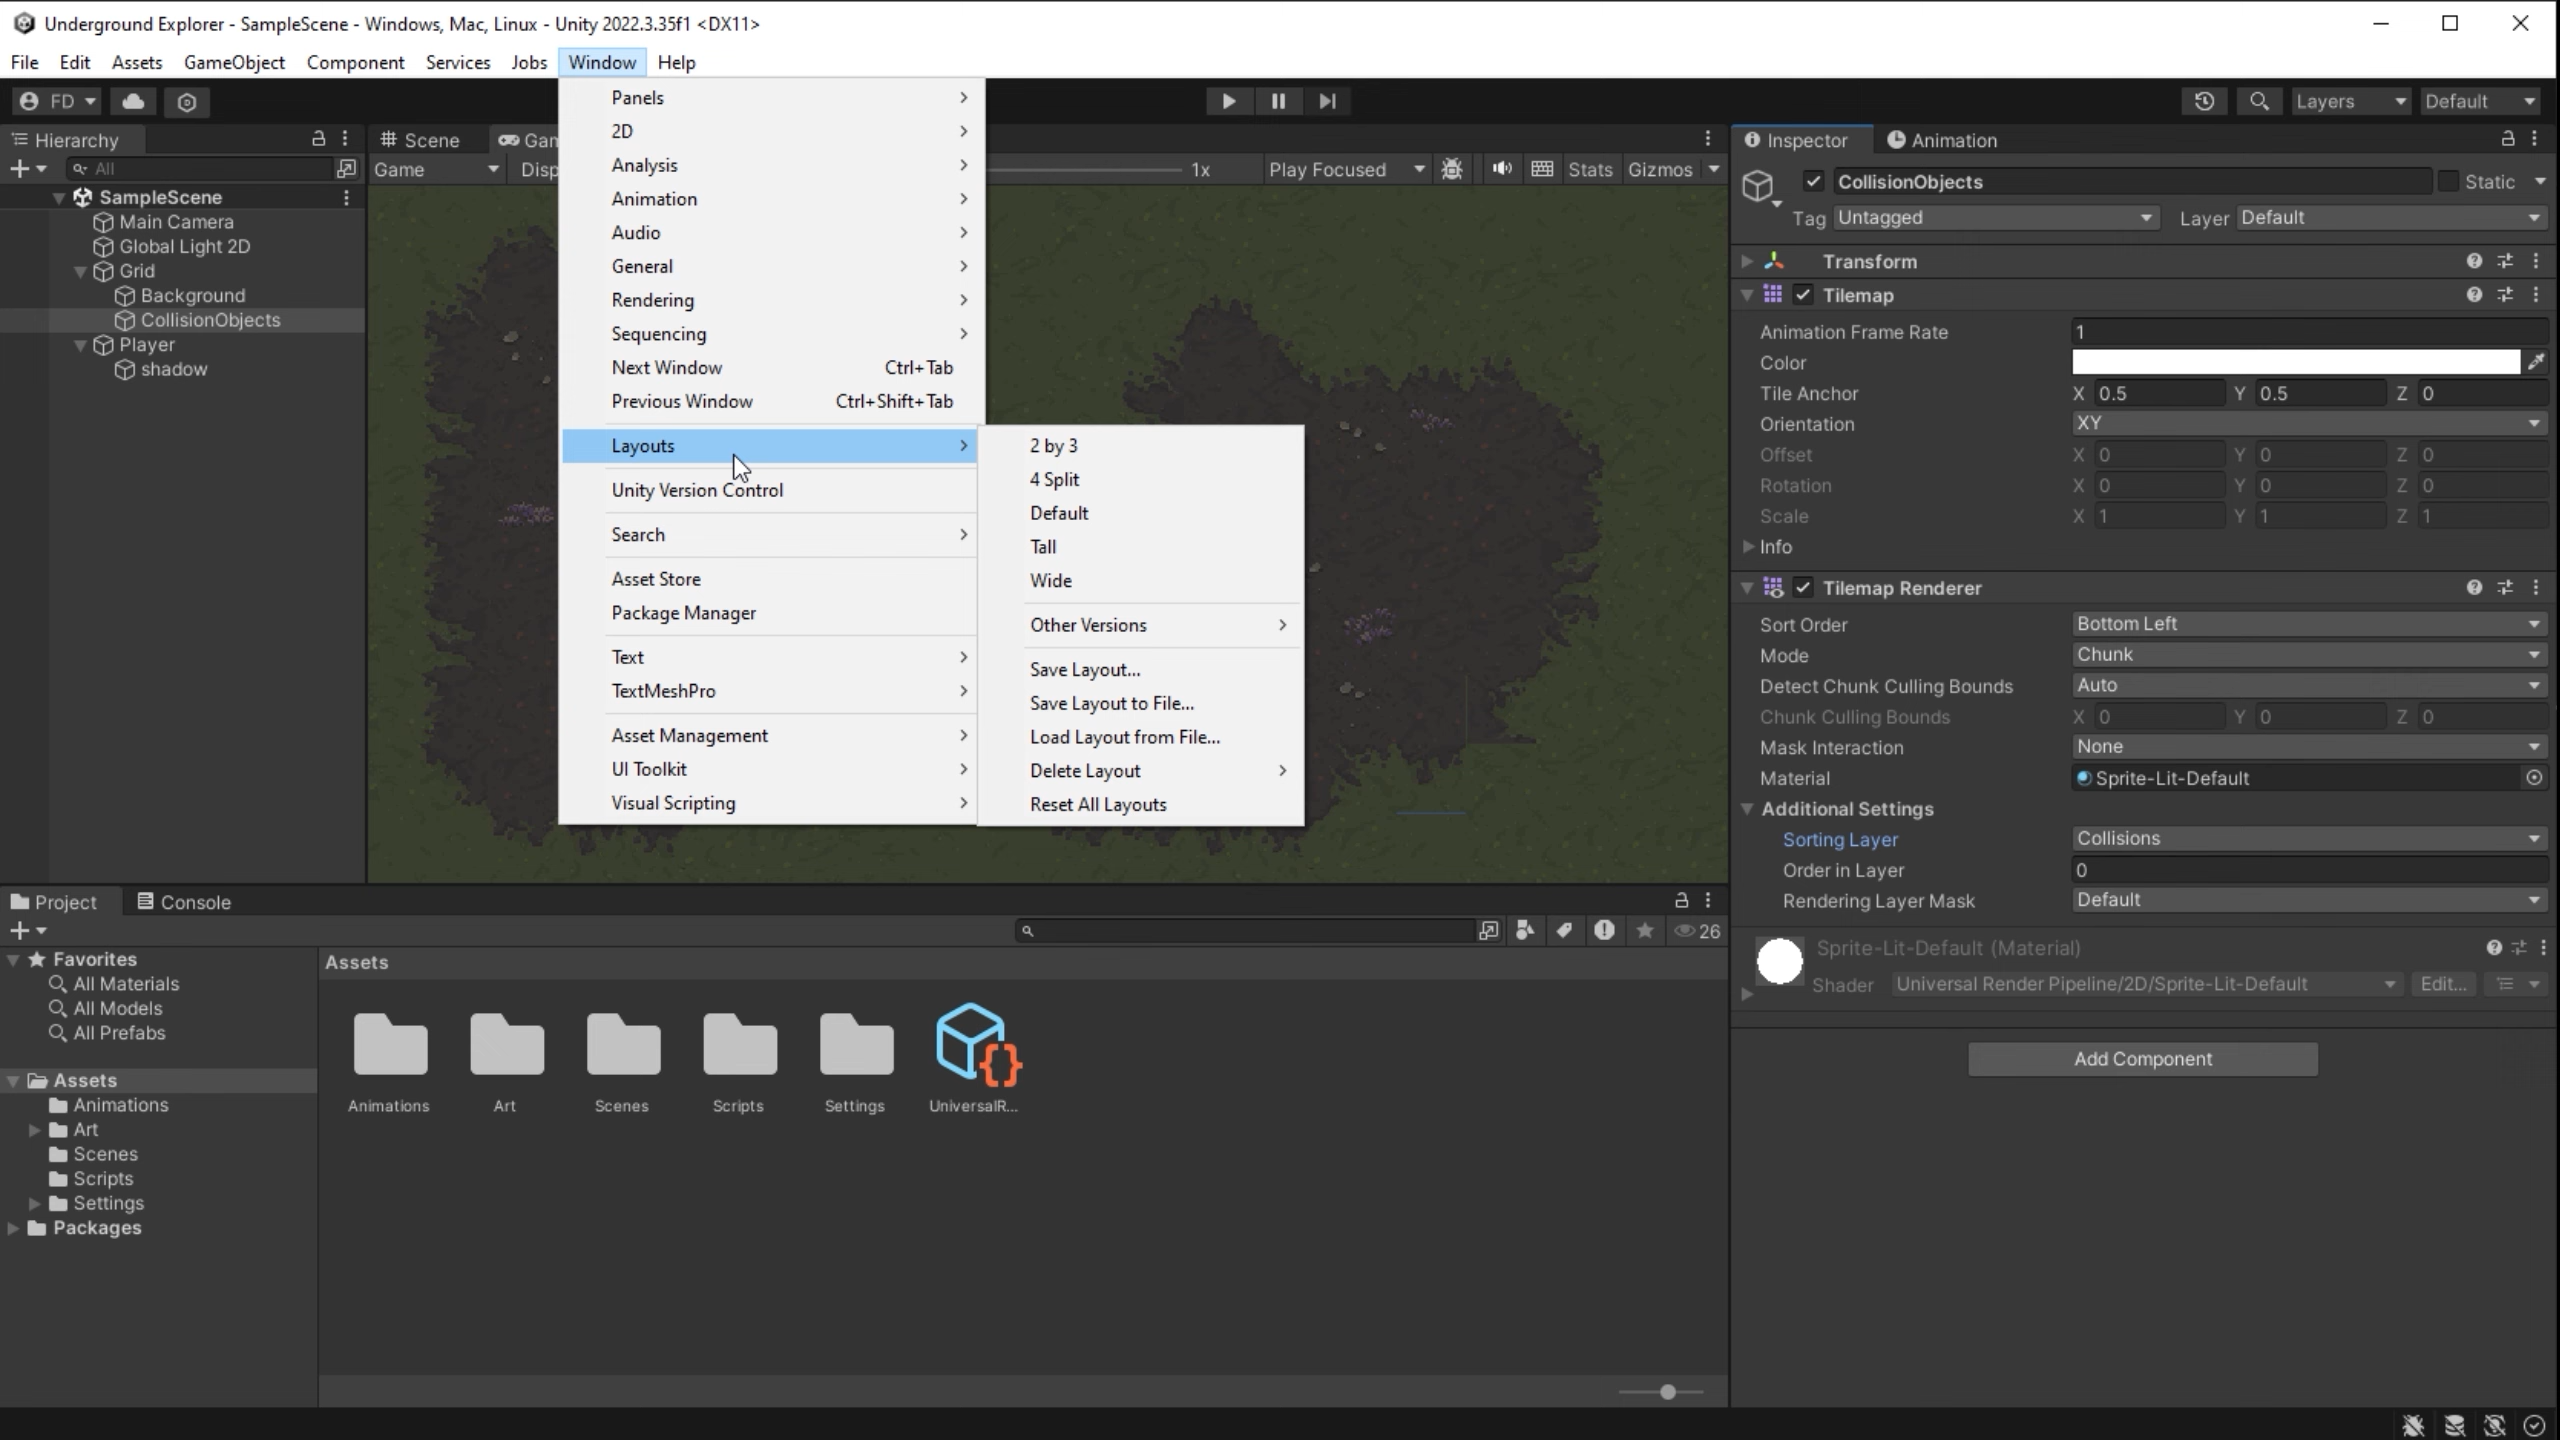 Underground Explorer - SampleScene - Windows, Mac, Linux - Unity 2022.3.35f1 <DX11>
File Edit Assets GameObject Component Services Jobs Window Help
FD
Layers Default
Hierarchy
All
SampleScene
Main Camera
Global Light 2D
Grid
Background
CollisionObjects
Player
shadow
Scene
Game
1x Play Focused Stats Gizmos
Panels
2D
Analysis
Animation
Audio
General
Rendering
Sequencing
Next Window Ctrl+Tab
Previous Window Ctrl+Shift+Tab
Layouts
Unity Version Control
Search
Asset Store
Package Manager
Text
TextMeshPro
Asset Management
UI Toolkit
Visual Scripting
2 by 3
4 Split
Default
Tall
Wide
Other Versions
Save Layout...
Save Layout to File...
Load Layout from File...
Delete Layout
Reset All Layouts
Inspector Animation
CollisionObjects Static
Tag Untagged Layer Default
Transform
Tilemap
Animation Frame Rate 1
Color
Tile Anchor X 0.5 Y 0.5 Z 0
Orientation XY
Offset X 0 Y 0 Z 0
Rotation X 0 Y 0 Z 0
Scale X 1 Y 1 Z 1
Info
Tilemap Renderer
Sort Order Bottom Left
Mode Chunk
Detect Chunk Culling Bounds Auto
Chunk Culling Bounds X 0 Y 0 Z 0
Mask Interaction None
Material Sprite-Lit-Default
Additional Settings
Sorting Layer Collisions
Order in Layer 0
Rendering Layer Mask Default
Sprite-Lit-Default (Material)
Shader Universal Render Pipeline/2D/Sprite-Lit-Default Edit...
Add Component
Project Console
26
Favorites
All Materials
All Models
All Prefabs
Assets
Animations
Art
Scenes
Scripts
Settings
Packages
Assets
Animations Art Scenes Scripts Settings UniversalR...